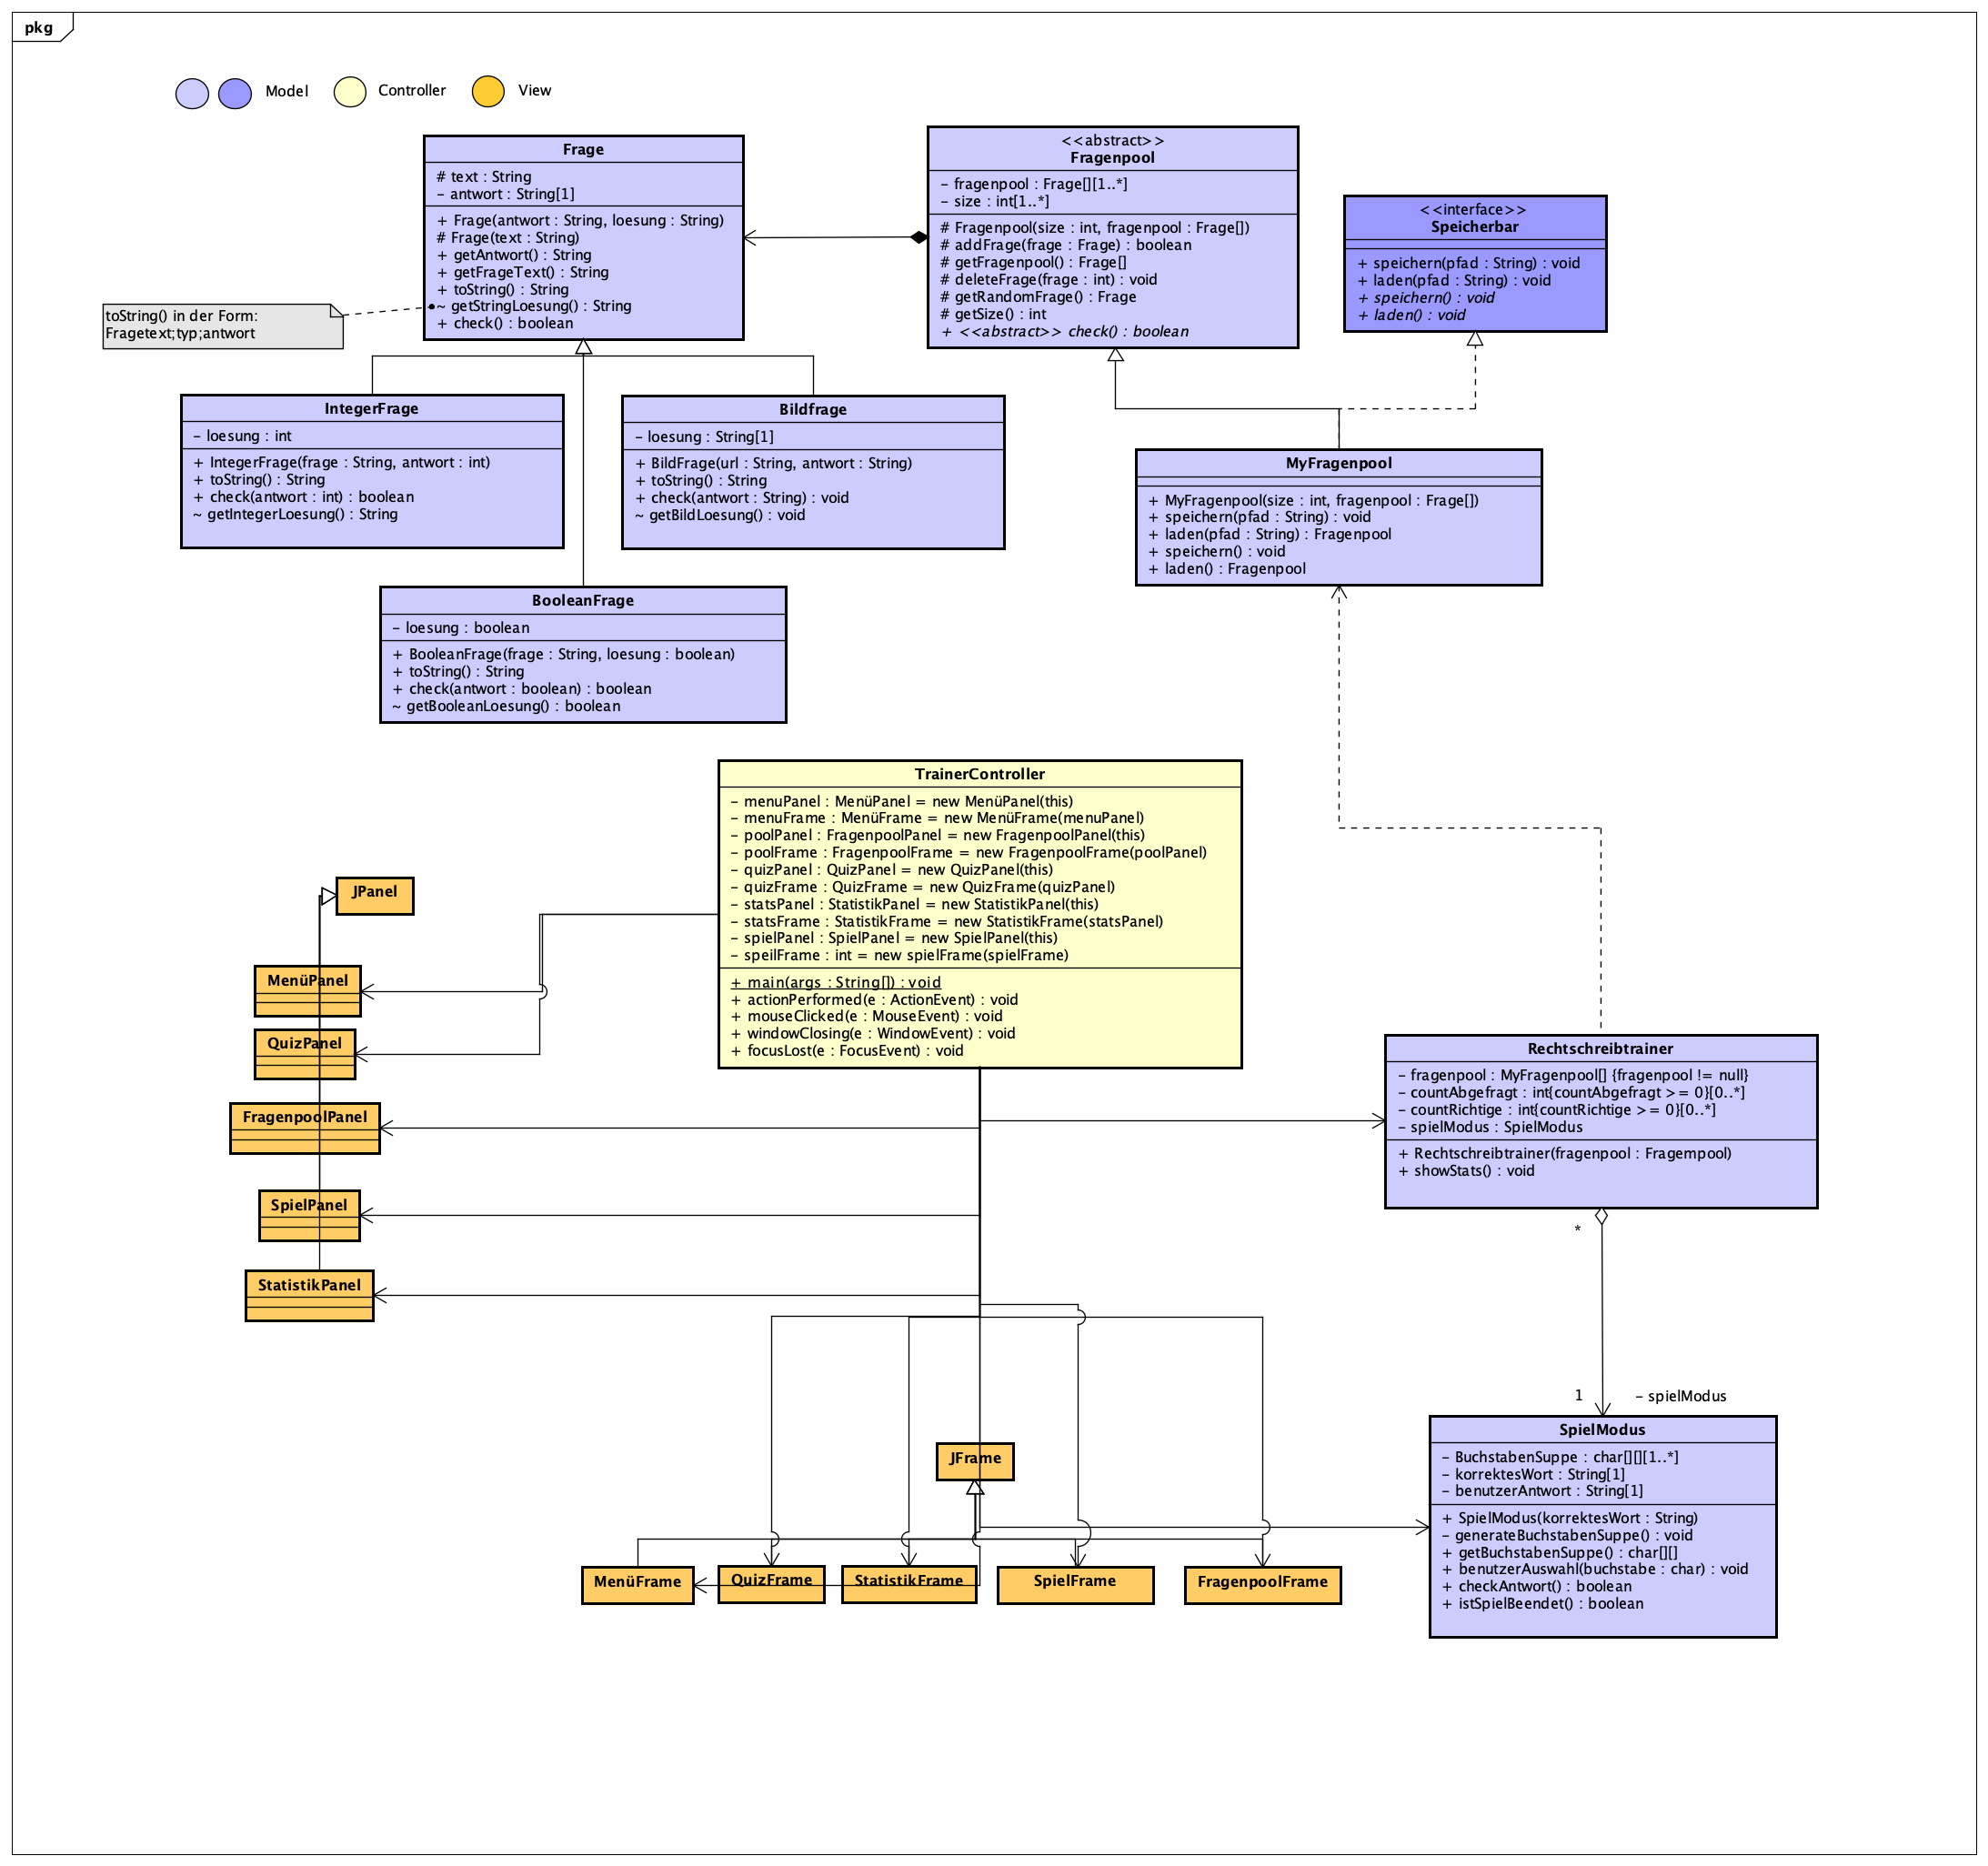 pkg
Model
Controller
View
Frage
# text : String
- antwort : String[1]
+ Frage(antwort : String, loesung : String)
# Frage(text : String)
+ getAntwort() : String
+ getFrageText() : String
+ toString() : String
~ getStringLoesung() : String
+ check() : boolean
<<abstract>>
Fragenpool
- fragenpool : Frage[][1..*]
- size : int[1..*]
# Fragenpool(size : int, fragenpool : Frage[])
# addFrage(frage : Frage) : boolean
# getFragenpool() : Frage[]
# deleteFrage(frage : int) : void
# getRandomFrage() : Frage
# getSize() : int
+ <<abstract>> check() : boolean
<<interface>>
Speicherbar
+ speichern(pfad : String) : void
+ laden(pfad : String) : void
+ speichern() : void
+ laden() : void
toString() in der Form:
Fragetext;typ;antwort
IntegerFrage
- loesung : int
+ IntegerFrage(frage : String, antwort : int)
+ toString() : String
+ check(antwort : int) : boolean
~ getIntegerLoesung() : String
Bildfrage
- loesung : String[1]
+ BildFrage(url : String, antwort : String)
+ toString() : String
+ check(antwort : String) : void
~ getBildLoesung() : void
MyFragenpool
+ MyFragenpool(size : int, fragenpool : Frage[])
+ speichern(pfad : String) : void
+ laden(pfad : String) : Fragenpool
+ speichern() : void
+ laden() : Fragenpool
BooleanFrage
- loesung : boolean
+ BooleanFrage(frage : String, loesung : boolean)
+ toString() : String
+ check(antwort : boolean) : boolean
~ getBooleanLoesung() : boolean
TrainerController
- menuPanel : MenüPanel = new MenüPanel(this)
- menuFrame : MenüFrame = new MenüFrame(menuPanel)
- poolPanel : FragenpoolPanel = new FragenpoolPanel(this)
- poolFrame : FragenpoolFrame = new FragenpoolFrame(poolPanel)
- quizPanel : QuizPanel = new QuizPanel(this)
- quizFrame : QuizFrame = new QuizFrame(quizPanel)
- statsPanel : StatistikPanel = new StatistikPanel(this)
- statsFrame : StatistikFrame = new StatistikFrame(statsPanel)
- spielPanel : SpielPanel = new SpielPanel(this)
- speilFrame : int = new spielFrame(spielFrame)
+ main(args : String[]) : void
+ actionPerformed(e : ActionEvent) : void
+ mouseClicked(e : MouseEvent) : void
+ windowClosing(e : WindowEvent) : void
+ focusLost(e : FocusEvent) : void
JPanel
MenüPanel
QuizPanel
FragenpoolPanel
SpielPanel
StatistikPanel
Rechtschreibtrainer
- fragenpool : MyFragenpool[] {fragenpool != null}
- countAbgefragt : int{countAbgefragt >= 0}[0..*]
- countRichtige : int{countRichtige >= 0}[0..*]
- spielModus : SpielModus
+ Rechtschreibtrainer(fragenpool : Fragempool)
+ showStats() : void
*
1
- spielModus
SpielModus
- BuchstabenSuppe : char[][][1..*]
- korrektesWort : String[1]
- benutzerAntwort : String[1]
+ SpielModus(korrektesWort : String)
- generateBuchstabenSuppe() : void
+ getBuchstabenSuppe() : char[][]
+ benutzerAuswahl(buchstabe : char) : void
+ checkAntwort() : boolean
+ istSpielBeendet() : boolean
JFrame
MenüFrame
QuizFrame
StatistikFrame
SpielFrame
FragenpoolFrame